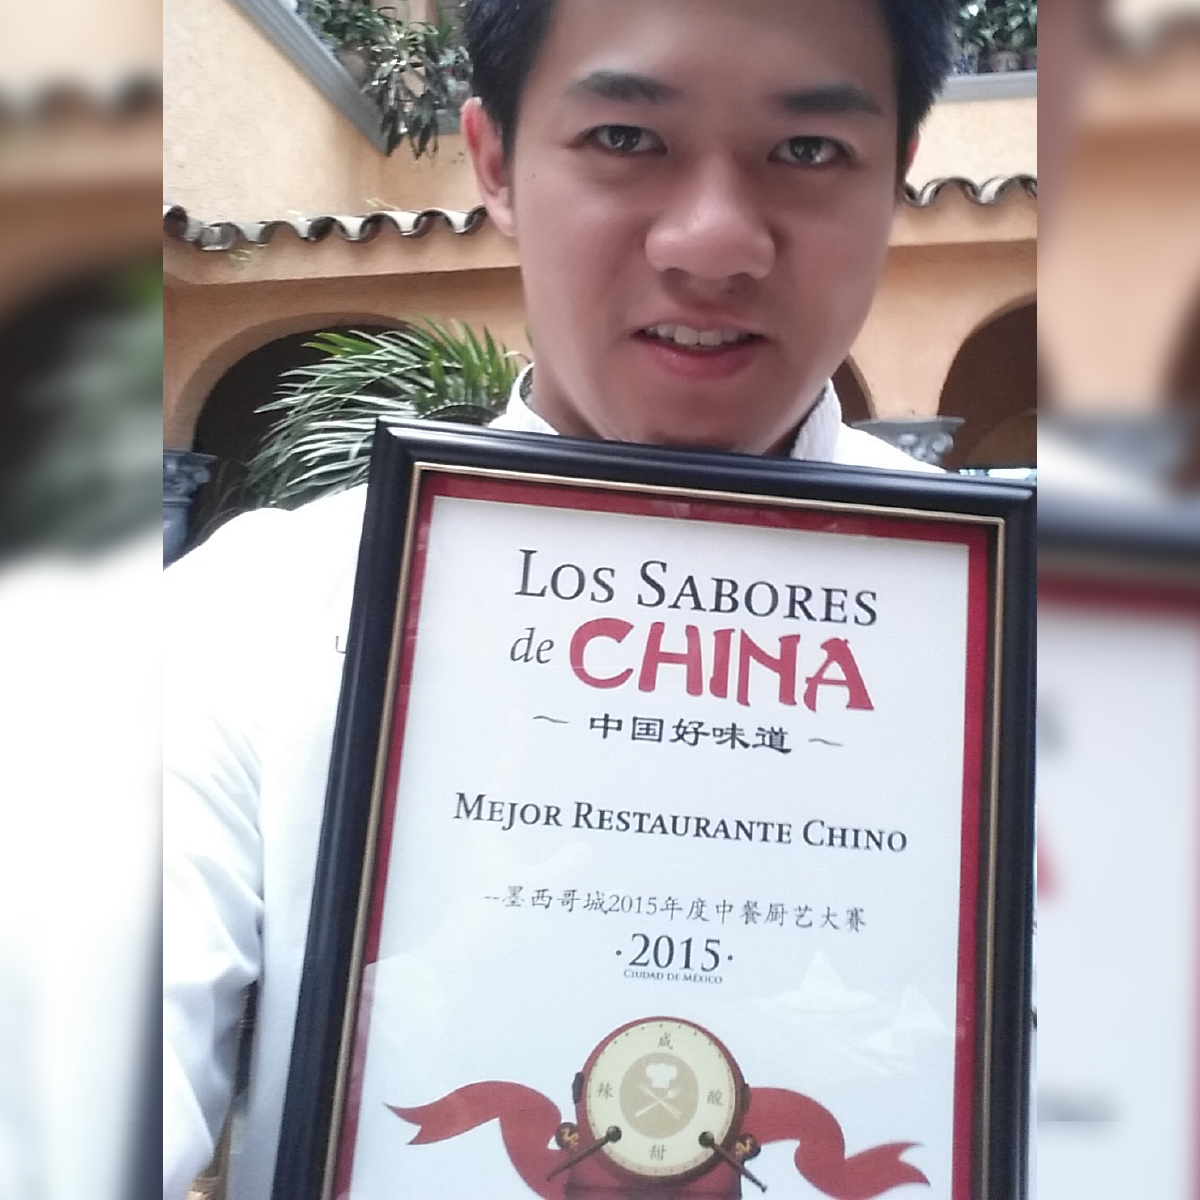 LOS SABORES
de CHINA
~ 中国好味道 ~
MEJOR RESTAURANTE CHINO
--墨西哥城2015年度中餐厨艺大赛
·2015·
CIUDAD DE MÉXICO
咸
辣 酸
甜